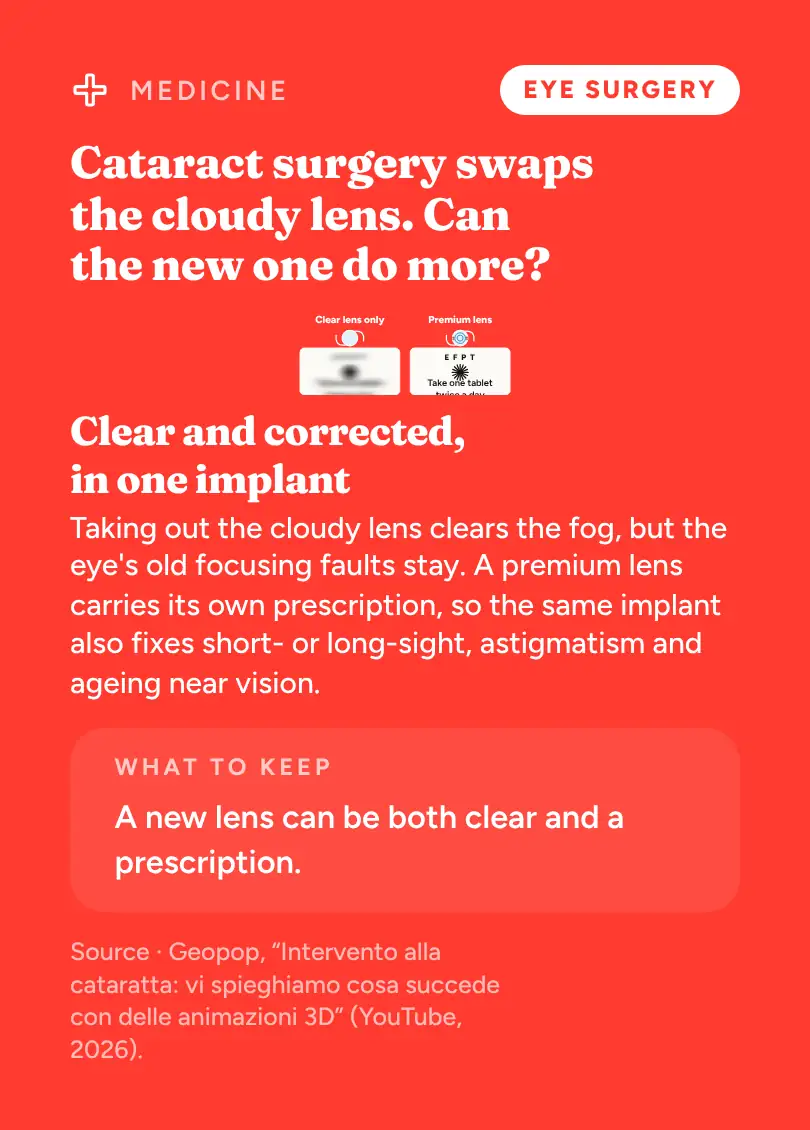 MEDICINE
EYE SURGERY
Cataract surgery swaps
the cloudy lens. Can
the new one do more?
Clear lens only
Premium lens
E F P T
Take one tablet
twice a day
Clear and corrected,
in one implant
Taking out the cloudy lens clears the fog, but the
eye's old focusing faults stay. A premium lens
carries its own prescription, so the same implant
also fixes short- or long-sight, astigmatism and
ageing near vision.
WHAT TO KEEP
A new lens can be both clear and a
prescription.
Source · Geopop, “Intervento alla
cataratta: vi spieghiamo cosa succede
con delle animazioni 3D” (YouTube,
2026).